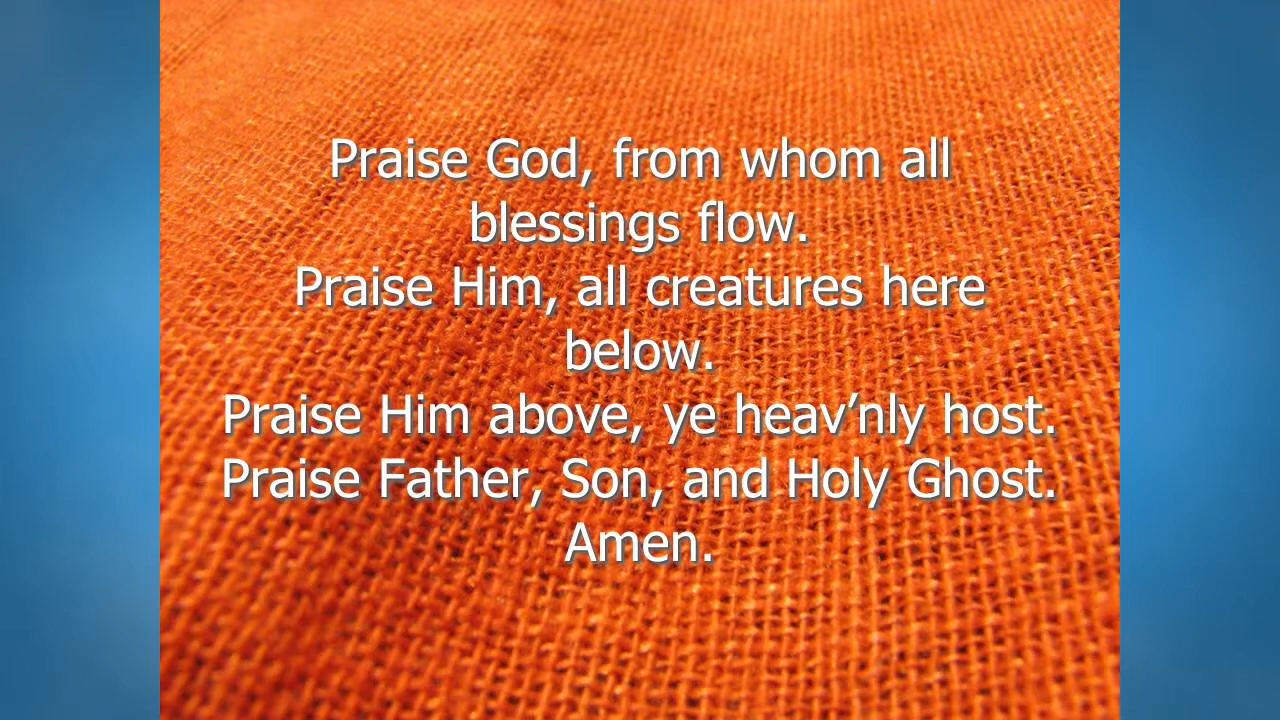 Praise God, from whom all
blessings flow.
Praise Him, all creatures here
below.
Praise Him above, ye heav’nly host.
Praise Father, Son, and Holy Ghost.
Amen.